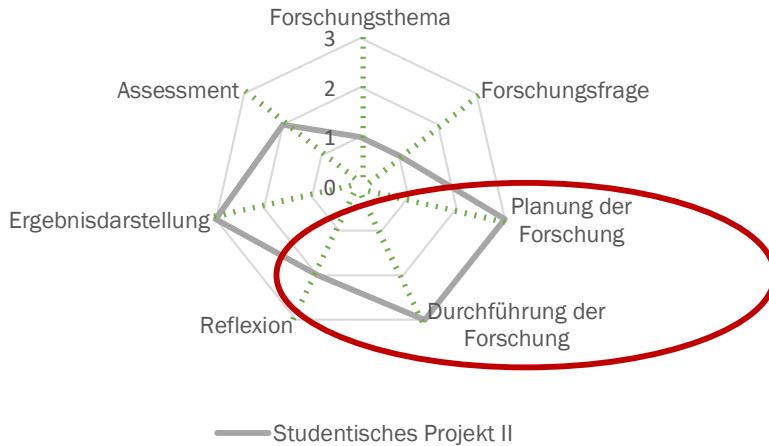 Forschungsthema
3
2
1
0
Assessment
Forschungsfrage
Ergebnisdarstellung
Planung der
Forschung
Reflexion
Durchführung der
Forschung
Studentisches Projekt II